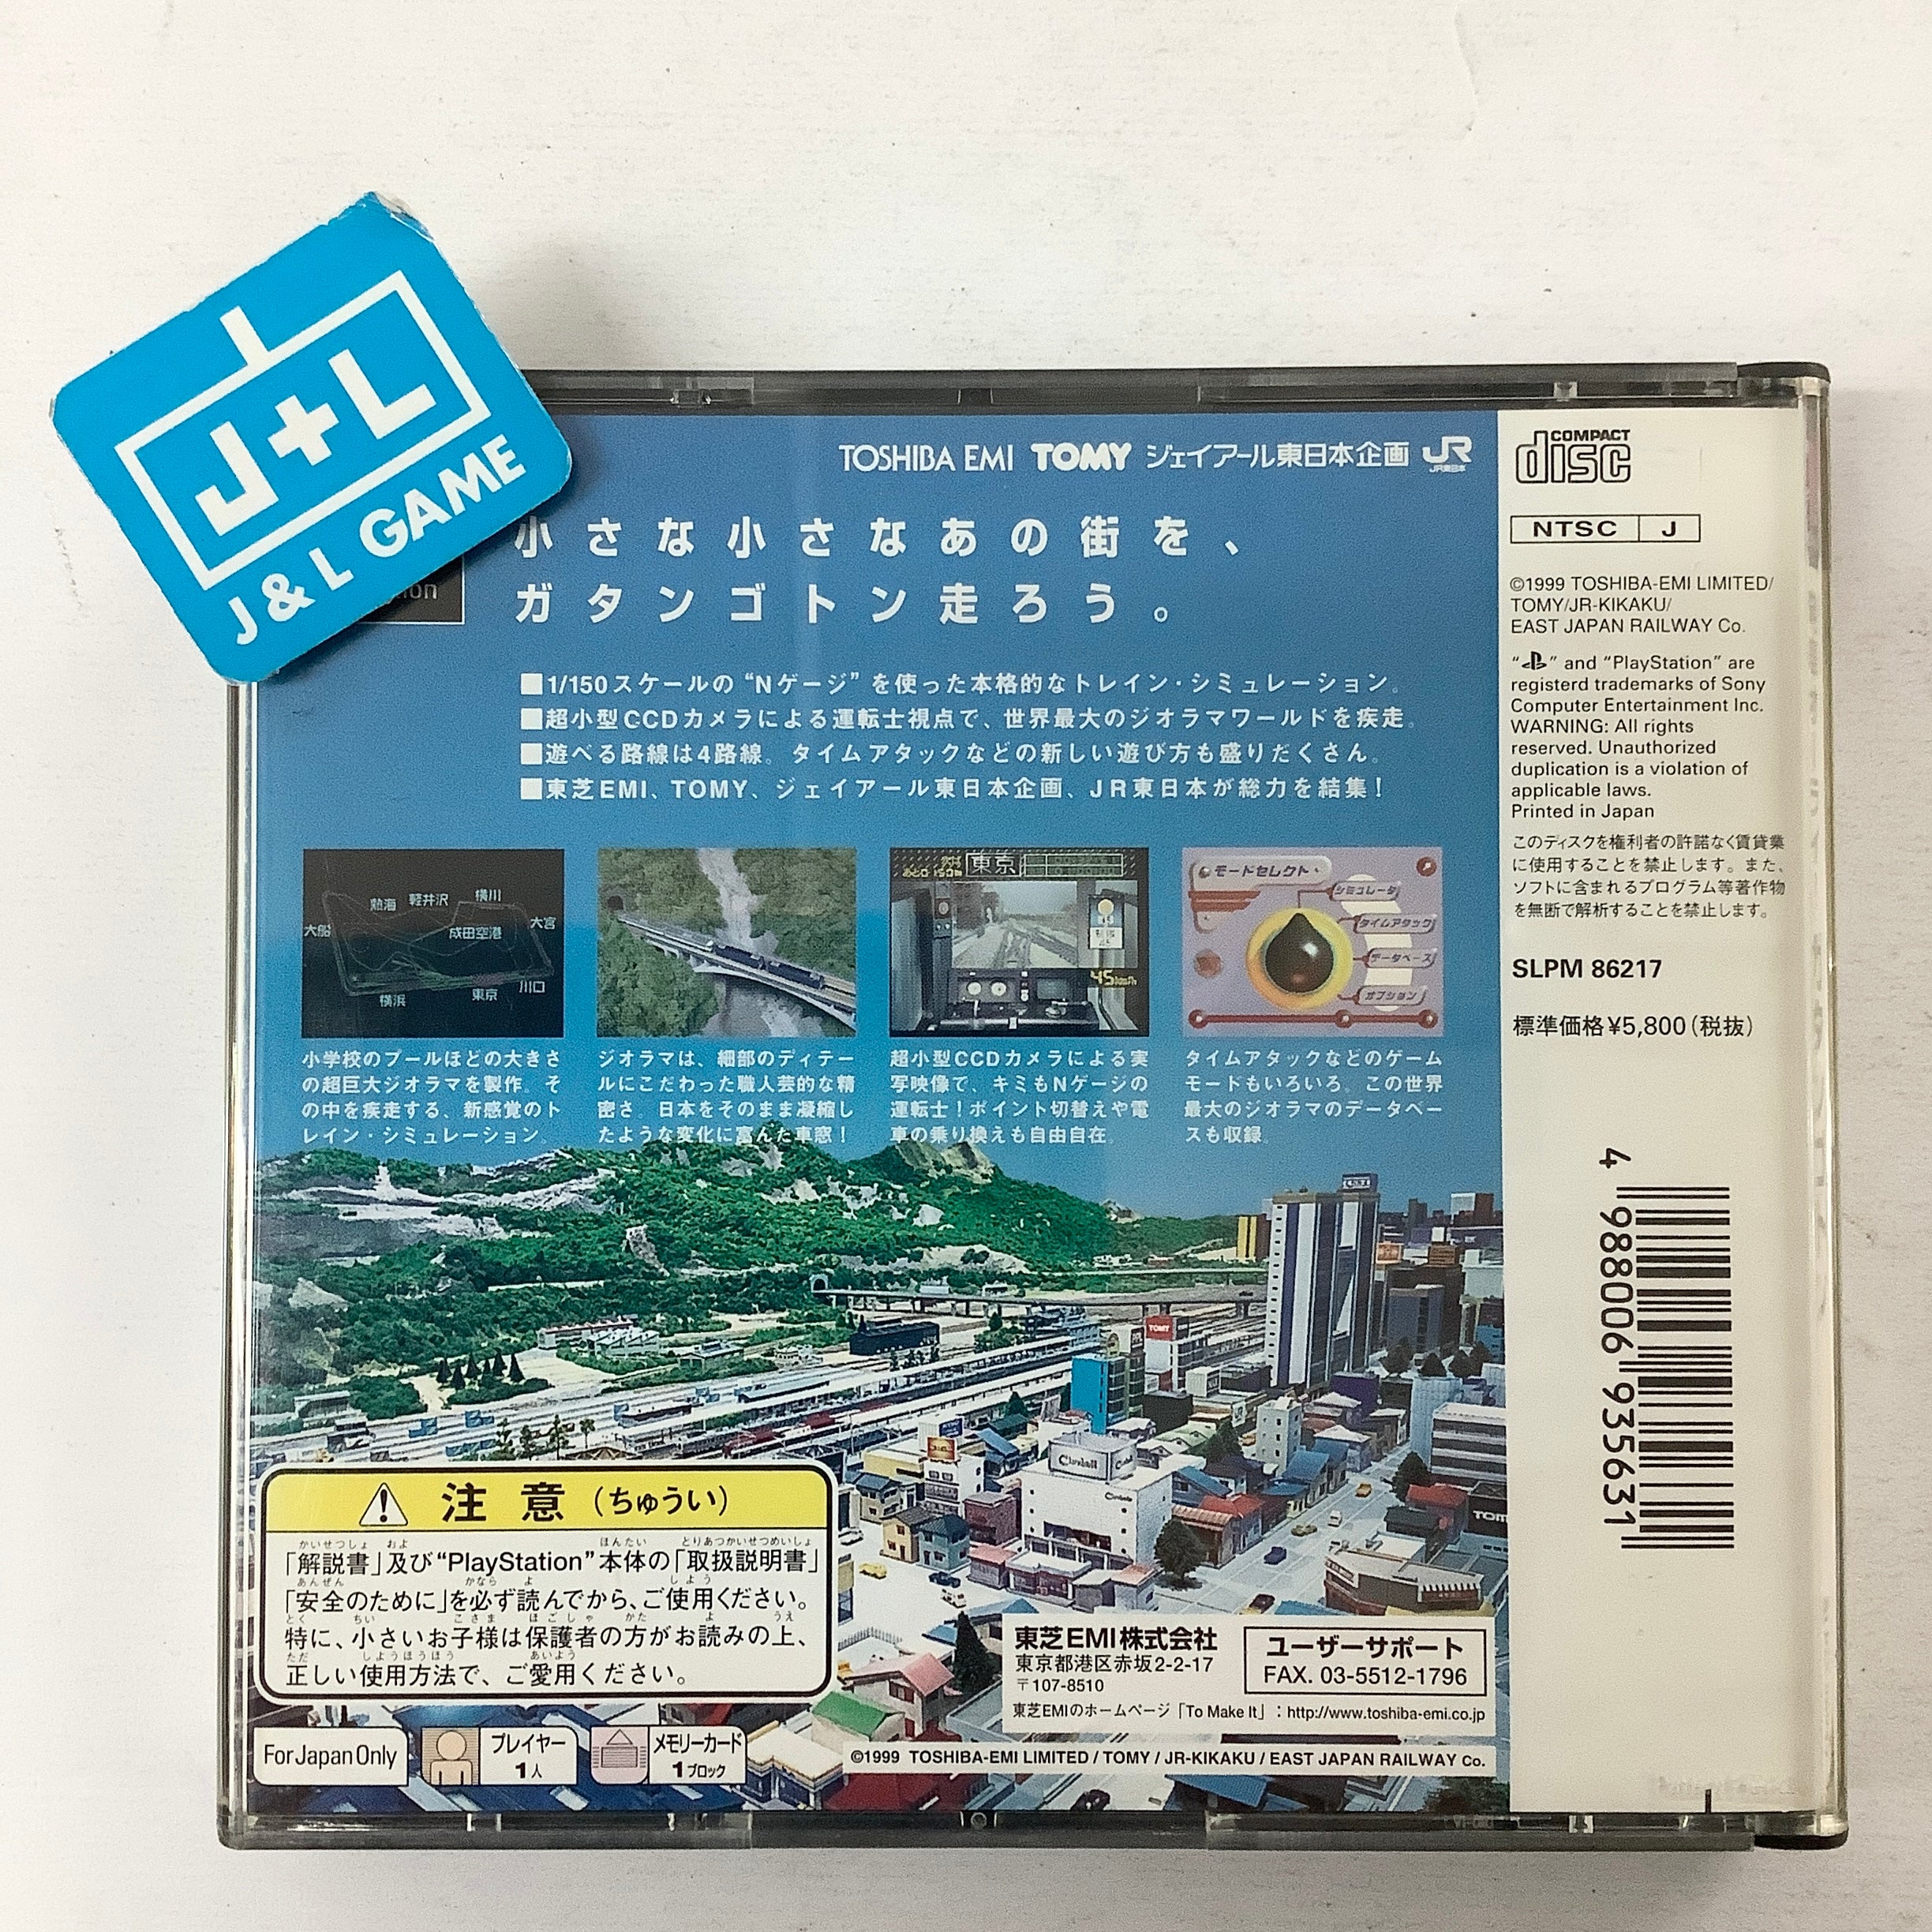 J+L
J & L GAME
TOSHIBA EMI TOMY ジェイアール東日本企画 JR
JR東日本
小さな小さなあの街を、
ガタンゴトン走ろう。
■1/150スケールの“Nゲージ”を使った本格的なトレイン・シミュレーション。
■超小型CCDカメラによる運転士視点で、世界最大のジオラマワールドを疾走。
■遊べる路線は4路線。タイムアタックなどの新しい遊び方も盛りだくさん。
■東芝EMI、TOMY、ジェイアール東日本企画、JR東日本が総力を結集！
熱海 軽井沢 横川
大船 成田空港 大宮
横浜 東京 川口
小学校のプールほどの大きさ
の超巨大ジオラマを製作。そ
の中を疾走する、新感覚のト
レイン・シミュレーション。
ジオラマは、細部のディテー
ルにこだわった職人芸的な精
密さ。日本をそのまま凝縮し
たような変化に富んだ車窓！
東京
45km/h
超小型CCDカメラによる実
写映像で、キミもNゲージの
運転士！ポイント切替えや電
車の乗り換えも自由自在。
モードセレクト
シミュレータ
タイムアタック
データベース
オプション
タイムアタックなどのゲーム
モードもいろいろ。この世界
最大のジオラマのデータベー
スも収録。
TOMY
注意（ちゅうい）
「解説書」及び“PlayStation”本体の「取扱説明書」
「安全のために」を必ず読んでから、ご使用ください。
特に、小さいお子様は保護者の方がお読みの上、
正しい使用方法で、ご愛用ください。
東芝EMI株式会社
東京都港区赤坂2-2-17
〒107-8510
ユーザーサポート
FAX. 03-5512-1796
東芝EMIのホームページ「To Make It」：http://www.toshiba-emi.co.jp
For Japan Only
プレイヤー
1人
メモリーカード
1ブロック
©1999 TOSHIBA-EMI LIMITED / TOMY / JR-KIKAKU / EAST JAPAN RAILWAY Co.
COMPACT
disc
NTSC J
©1999 TOSHIBA-EMI LIMITED/
TOMY/JR-KIKAKU/
EAST JAPAN RAILWAY Co.
“ ” and “PlayStation” are
registerd trademarks of Sony
Computer Entertainment Inc.
WARNING: All rights
reserved. Unauthorized
duplication is a violation of
applicable laws.
Printed in Japan
このディスクを権利者の許諾なく賃貸業
に使用することを禁止します。また、
ソフトに含まれるプログラム等著作物
を無断で解析することを禁止します。
SLPM 86217
標準価格¥5,800（税抜）
4 988006 935631